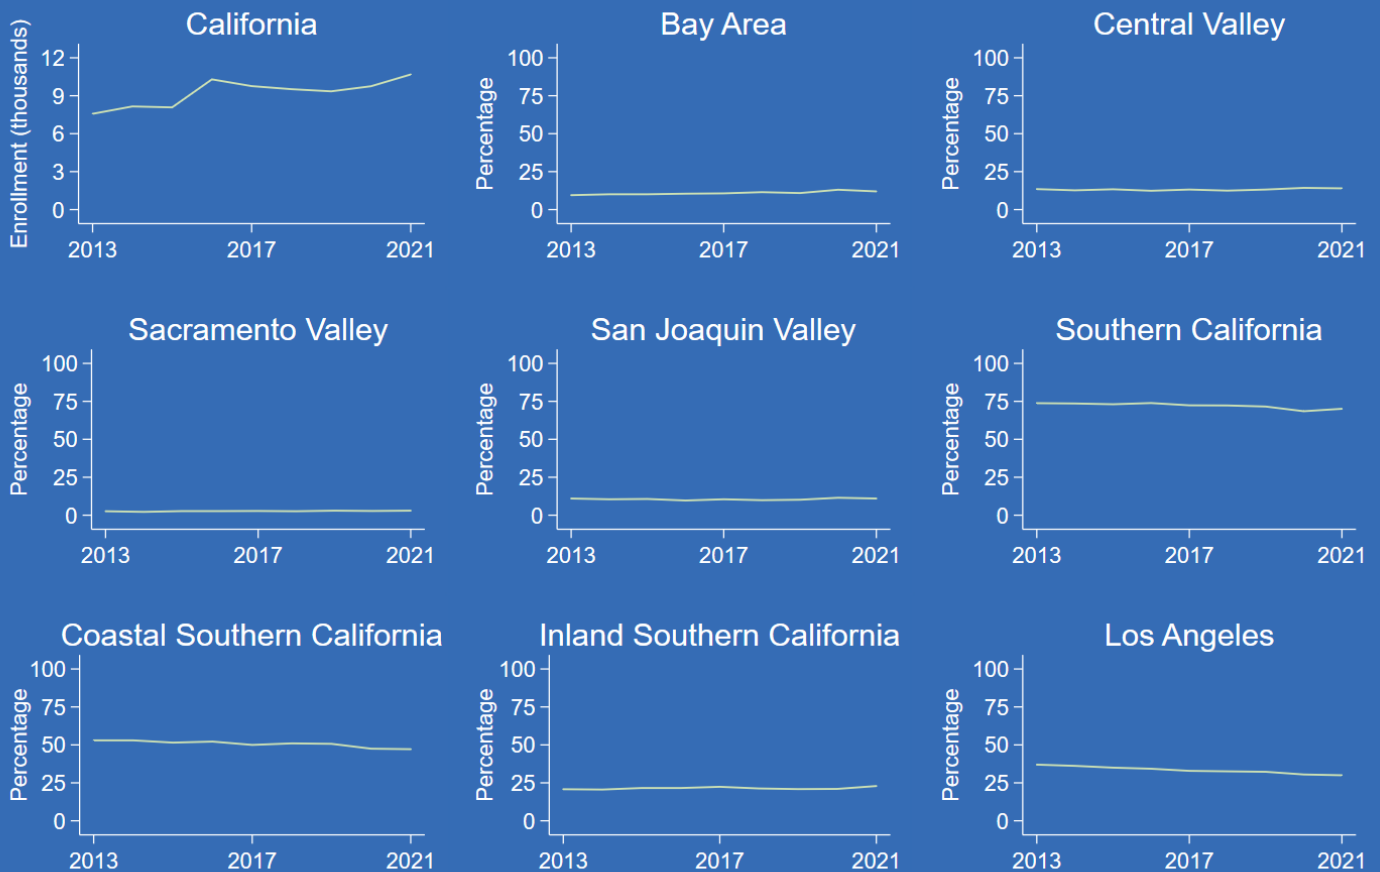 California
Enrollment (thousands)
12
9
6
3
0
2013 2017 2021
Bay Area
Percentage
100
75
50
25
0
2013 2017 2021
Central Valley
Percentage
100
75
50
25
0
2013 2017 2021
Sacramento Valley
Percentage
100
75
50
25
0
2013 2017 2021
San Joaquin Valley
Percentage
100
75
50
25
0
2013 2017 2021
Southern California
Percentage
100
75
50
25
0
2013 2017 2021
Coastal Southern California
Percentage
100
75
50
25
0
2013 2017 2021
Inland Southern California
Percentage
100
75
50
25
0
2013 2017 2021
Los Angeles
Percentage
100
75
50
25
0
2013 2017 2021